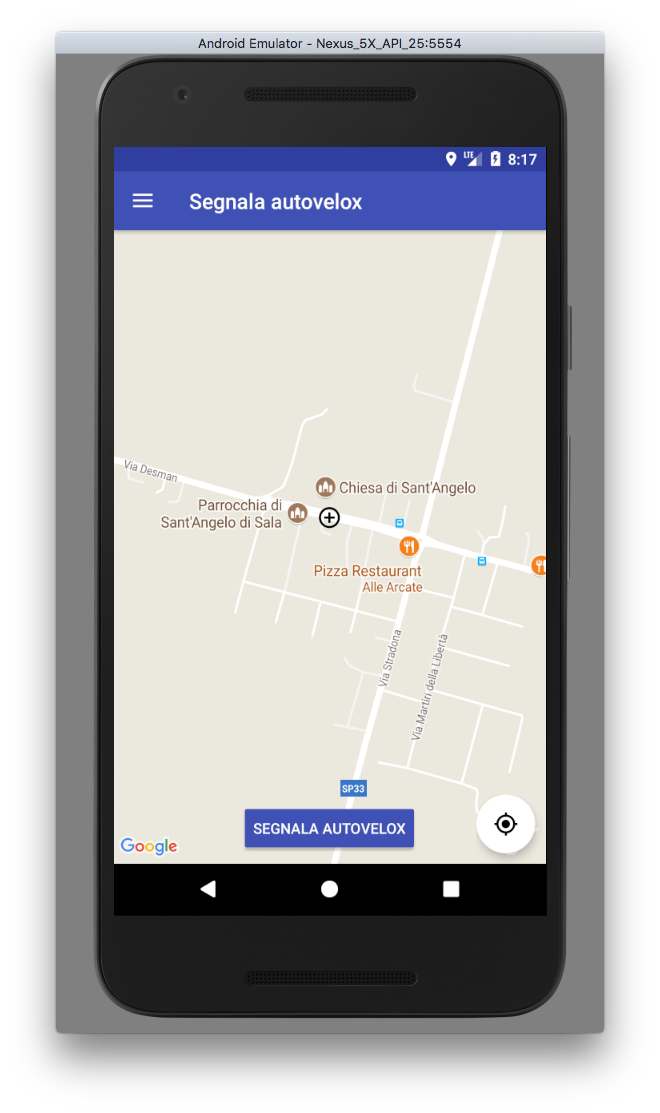 Android Emulator - Nexus_5X_API_25:5554
LTE
8:17
Segnala autovelox
Via Desman
Chiesa di Sant'Angelo
Parrocchia di
Sant'Angelo di Sala
Pizza Restaurant
Alle Arcate
Via Stradona
Via Martiri della Libertà
SP33
SEGNALA AUTOVELOX
Google